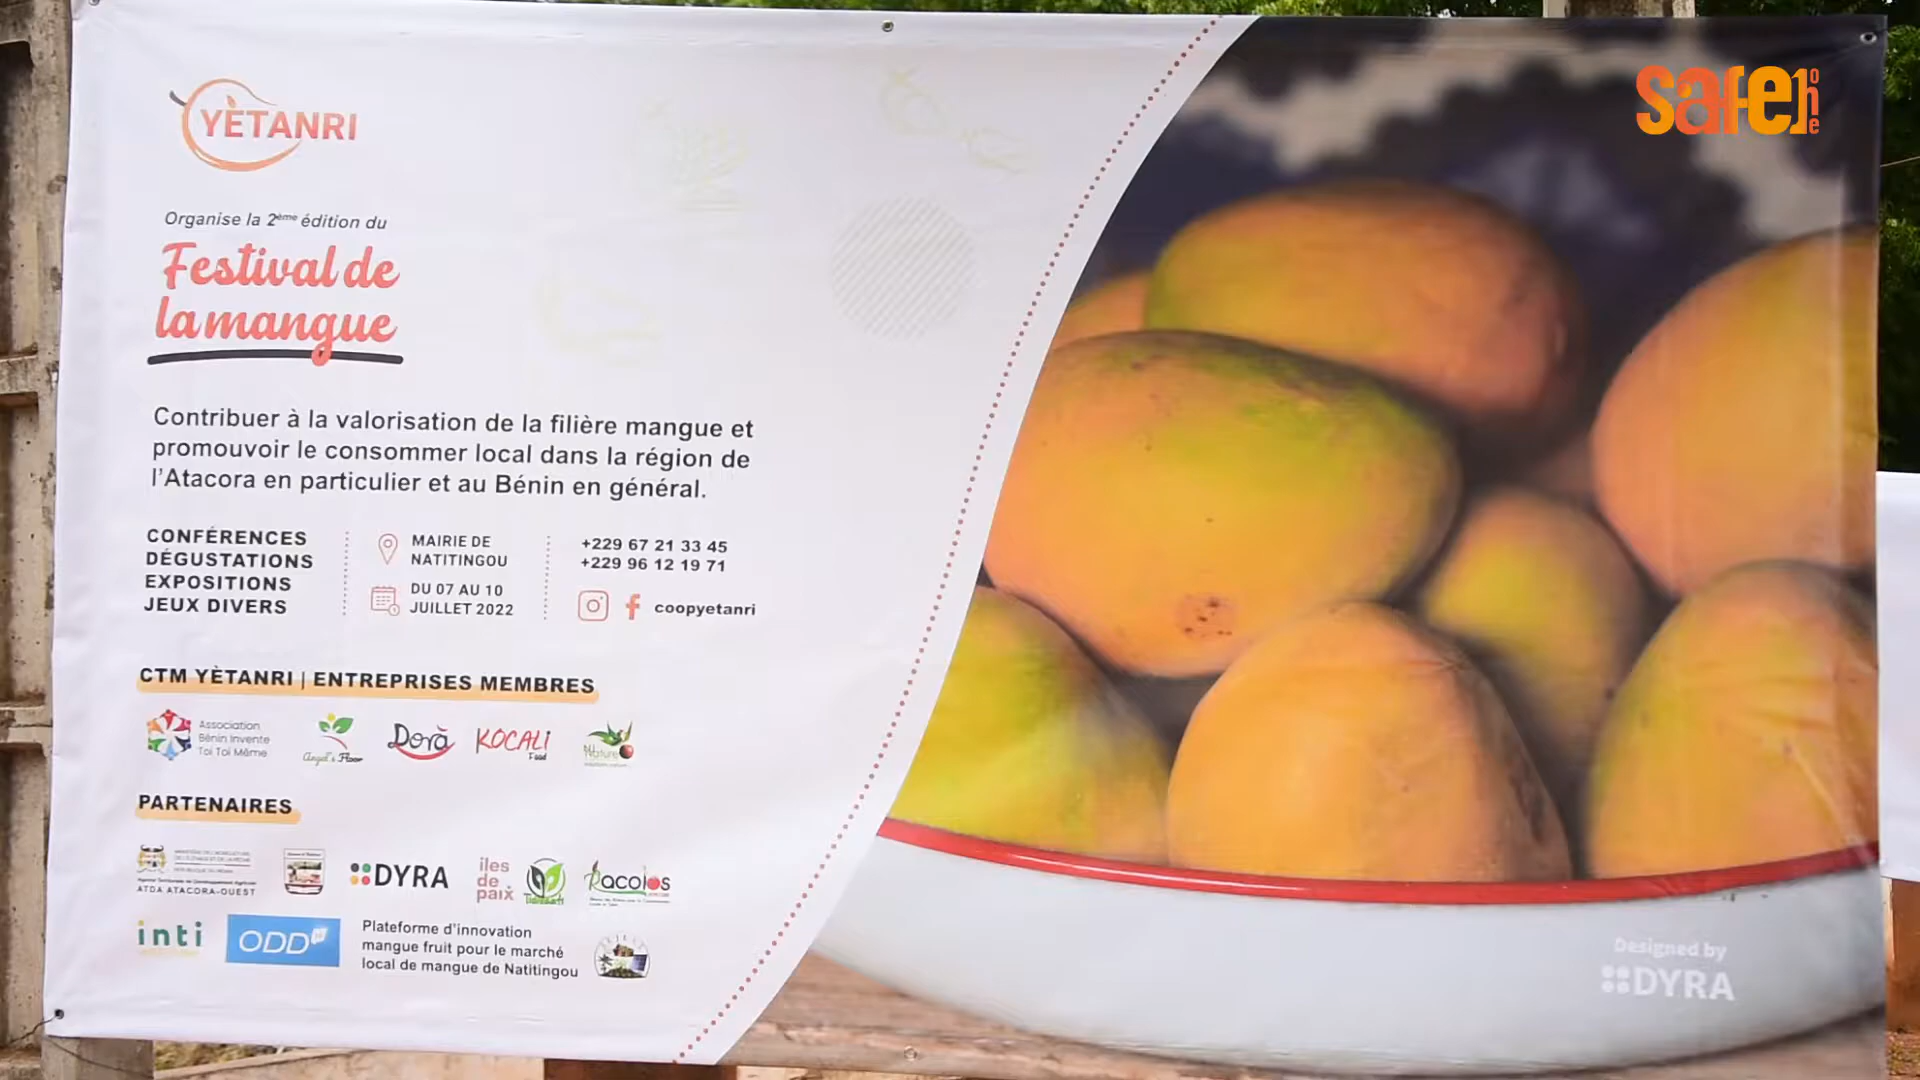 YÈTANRI
Organise la 2ème édition du
Festival de
la mangue
Contribuer à la valorisation de la filière mangue et
promouvoir le consommer local dans la région de
l'Atacora en particulier et au Bénin en général.
CONFÉRENCES
DÉGUSTATIONS
EXPOSITIONS
JEUX DIVERS
MAIRIE DE
NATITINGOU
DU 07 AU 10
JUILLET 2022
+229 67 21 33 45
+229 96 12 19 71
coopyetanri
CTM YÈTANRI | ENTREPRISES MEMBRES
Association
Bénin Invente
Toi Toi Même
Angel's Floor
Dorà
KOCALI
Food
Nature
PARTENAIRES
ATDA ATACORA-OUEST
DYRA
iles
de
paix
Racolos
inti
ODD
Plateforme d'innovation
mangue fruit pour le marché
local de mangue de Natitingou
safe1one
Designed by
DYRA